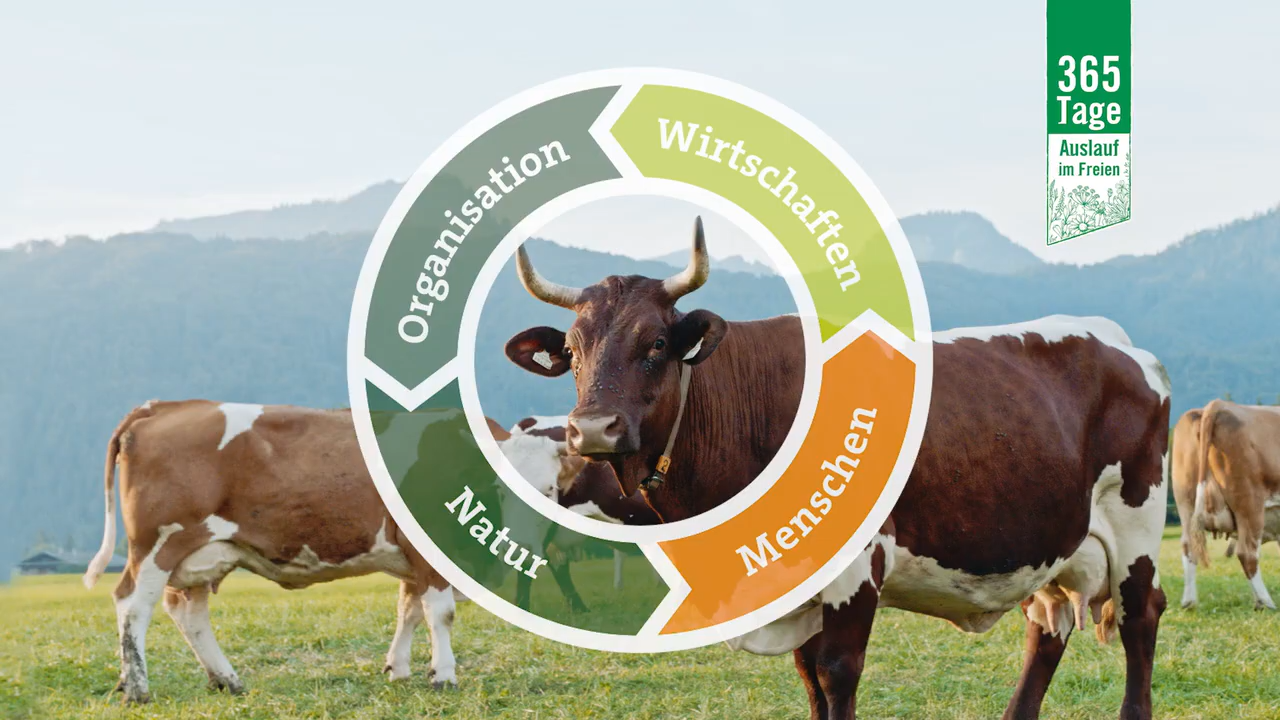 Organisation
Wirtschaften
Menschen
Natur
365
Tage
Auslauf
im Freien